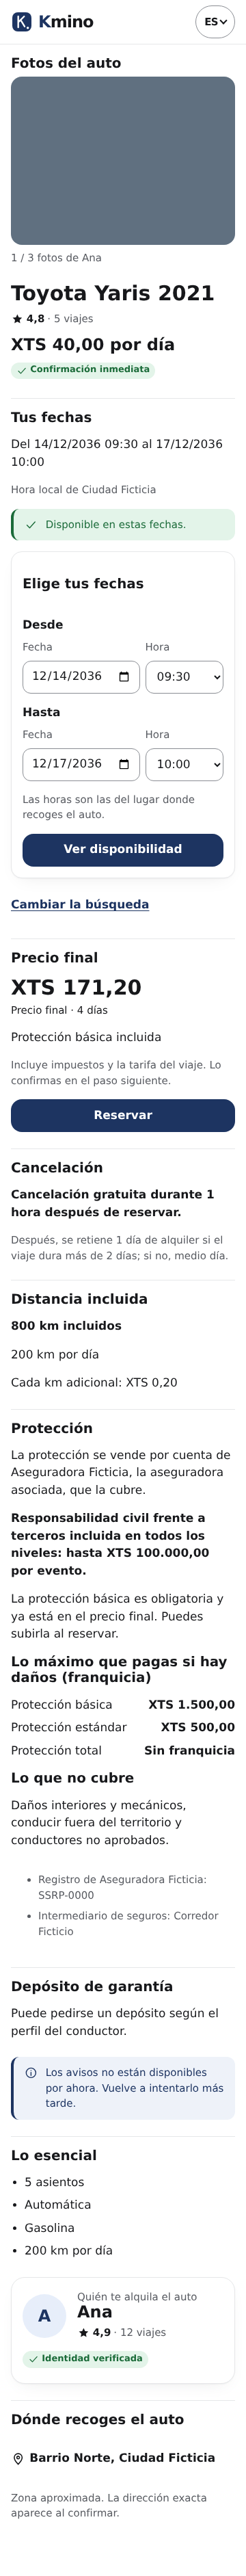 Kmino
ES
Fotos del auto
1 / 3 fotos de Ana
Toyota Yaris 2021
4,8 · 5 viajes
XTS 40,00 por día
Confirmación inmediata
Tus fechas
Del 14/12/2036 09:30 al 17/12/2036
10:00
Hora local de Ciudad Ficticia
Disponible en estas fechas.
Elige tus fechas
Desde
Fecha Hora
12/14/2036 09:30
Hasta
Fecha Hora
12/17/2036 10:00
Las horas son las del lugar donde
recoges el auto.
Ver disponibilidad
Cambiar la búsqueda
Precio final
XTS 171,20
Precio final · 4 días
Protección básica incluida
Incluye impuestos y la tarifa del viaje. Lo
confirmas en el paso siguiente.
Reservar
Cancelación
Cancelación gratuita durante 1
hora después de reservar.
Después, se retiene 1 día de alquiler si el
viaje dura más de 2 días; si no, medio día.
Distancia incluida
800 km incluidos
200 km por día
Cada km adicional: XTS 0,20
Protección
La protección se vende por cuenta de
Aseguradora Ficticia, la aseguradora
asociada, que la cubre.
Responsabilidad civil frente a
terceros incluida en todos los
niveles: hasta XTS 100.000,00
por evento.
La protección básica es obligatoria y
ya está en el precio final. Puedes
subirla al reservar.
Lo máximo que pagas si hay
daños (franquicia)
Protección básica XTS 1.500,00
Protección estándar XTS 500,00
Protección total Sin franquicia
Lo que no cubre
Daños interiores y mecánicos,
conducir fuera del territorio y
conductores no aprobados.
• Registro de Aseguradora Ficticia:
SSRP-0000
• Intermediario de seguros: Corredor
Ficticio
Depósito de garantía
Puede pedirse un depósito según el
perfil del conductor.
Los avisos no están disponibles
por ahora. Vuelve a intentarlo más
tarde.
Lo esencial
• 5 asientos
• Automática
• Gasolina
• 200 km por día
A
Quién te alquila el auto
Ana
4,9 · 12 viajes
Identidad verificada
Dónde recoges el auto
Barrio Norte, Ciudad Ficticia
Zona aproximada. La dirección exacta
aparece al confirmar.